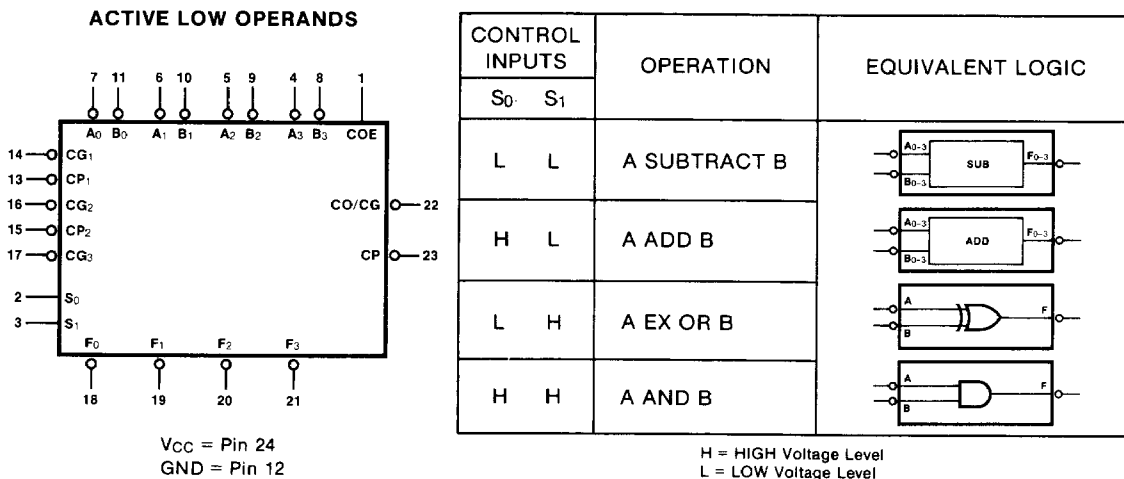 ACTIVE LOW OPERANDS
7 11 6 10 5 9 4 8 1
A0 B0 A1 B1 A2 B2 A3 B3 COE
14 CG1
13 CP1
16 CG2
15 CP2
17 CG3
2 S0
3 S1
CO/CG 22
CP 23
F0 F1 F2 F3
18 19 20 21
VCC = Pin 24
GND = Pin 12
CONTROL INPUTS OPERATION EQUIVALENT LOGIC
S0 S1
L L A SUBTRACT B
A0-3 B0-3 SUB F0-3
H L A ADD B
A0-3 B0-3 ADD F0-3
L H A EX OR B
A B F
H H A AND B
A B F
H = HIGH Voltage Level
L = LOW Voltage Level